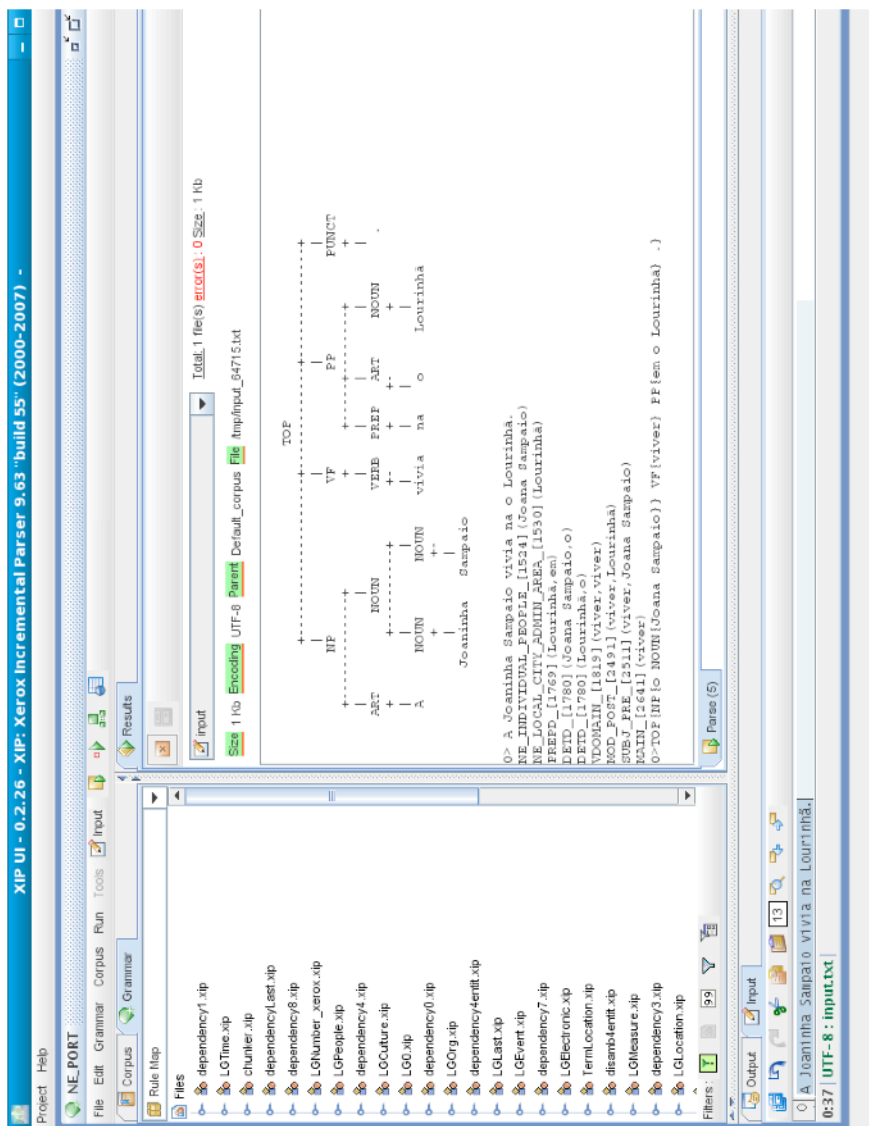 XIP UI - 0.2.26 - XIP: Xerox Incremental Parser 9.63 "build 55" (2000-2007) -
Project Help
NE_PORT
File Edit Grammar Corpus Run Tools Input
Corpus Grammar
Rule Map
Files
dependency1.xip
LGTime.xip
chunker.xip
dependencyLast.xip
dependency8.xip
LGNumber_xerox.xip
LGPeople.xip
dependency4.xip
LGCulture.xip
LG0.xip
dependency0.xip
LGOrg.xip
dependency4entit.xip
LGLast.xip
LGEvent.xip
dependency7.xip
LGElectronic.xip
TermLocation.xip
disamb4entit.xip
LGMeasure.xip
dependency3.xip
LGLocation.xip
Filters: 99
Results
input Total: 1 file(s) error(s) : 0 Size : 1 Kb
Size 1 Kb Encoding UTF-8 Parent Default_corpus File /tmp/input_64715.txt
TOP
NP VF PP PUNCT
ART NOUN VERB PREP ART NOUN .
A NOUN NOUN vivia na o Lourinhã
Joaninha Sampaio
0> A Joaninha Sampaio vivia na o Lourinhã.
NE_INDIVIDUAL_PEOPLE_[1524](Joana Sampaio)
NE_LOCAL_CITY_ADMIN_AREA_[1530](Lourinhã)
PREPD_[1769](Lourinhã,em)
DETD_[1780](Joana Sampaio,o)
DETD_[1780](Lourinhã,o)
VDOMAIN_[1819](viver,viver)
MOD_POST_[2491](viver,Lourinhã)
SUBJ_PRE_[2511](viver,Joana Sampaio)
MAIN_[2641](viver)
0>TOP{NP{o NOUN{Joana Sampaio}} VF{viver} PP{em o Lourinhã} .}
Parse (5)
Output Input
13
0 A Joaninha Sampaio vivia na Lourinhã.
0:37 UTF-8 : input.txt